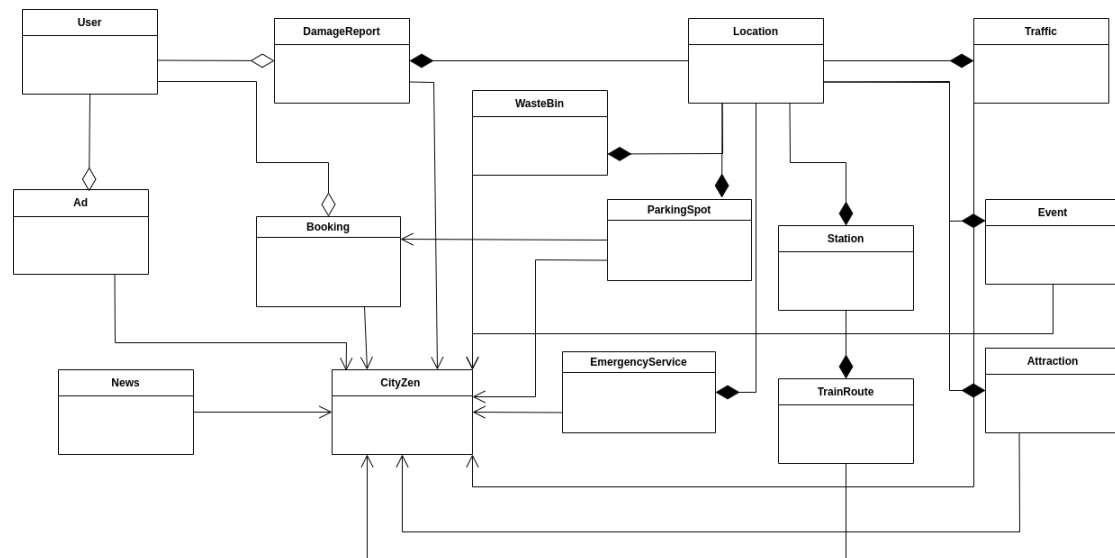 User
DamageReport
Location
Traffic
WasteBin
Ad
Booking
ParkingSpot
Station
Event
News
CityZen
EmergencyService
TrainRoute
Attraction